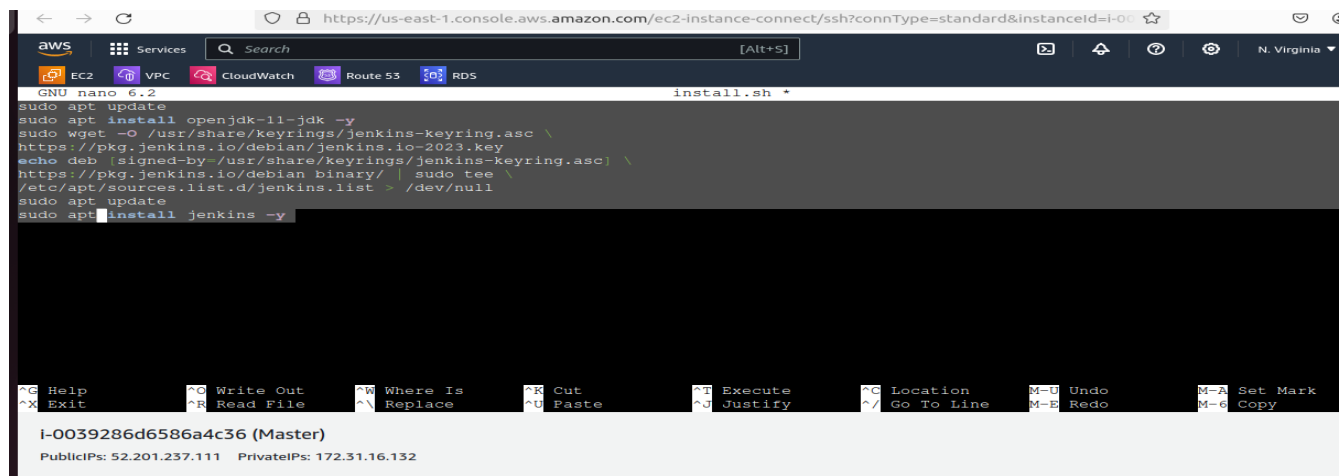 https://us-east-1.console.aws.amazon.com/ec2-instance-connect/ssh?connType=standard&instanceId=i-00
aws Services Search [Alt+S] N. Virginia
EC2 VPC CloudWatch Route 53 RDS
GNU nano 6.2 install.sh *
sudo apt update
sudo apt install openjdk-11-jdk -y
sudo wget -O /usr/share/keyrings/jenkins-keyring.asc \
https://pkg.jenkins.io/debian/jenkins.io-2023.key
echo deb [signed-by=/usr/share/keyrings/jenkins-keyring.asc] \
https://pkg.jenkins.io/debian binary/ | sudo tee \
/etc/apt/sources.list.d/jenkins.list > /dev/null
sudo apt update
sudo apt install jenkins -y
^G Help ^O Write Out ^W Where Is ^K Cut ^T Execute ^C Location M-U Undo M-A Set Mark
^X Exit ^R Read File ^\ Replace ^U Paste ^J Justify ^/ Go To Line M-E Redo M-6 Copy
i-0039286d6586a4c36 (Master)
PublicIPs: 52.201.237.111 PrivateIPs: 172.31.16.132